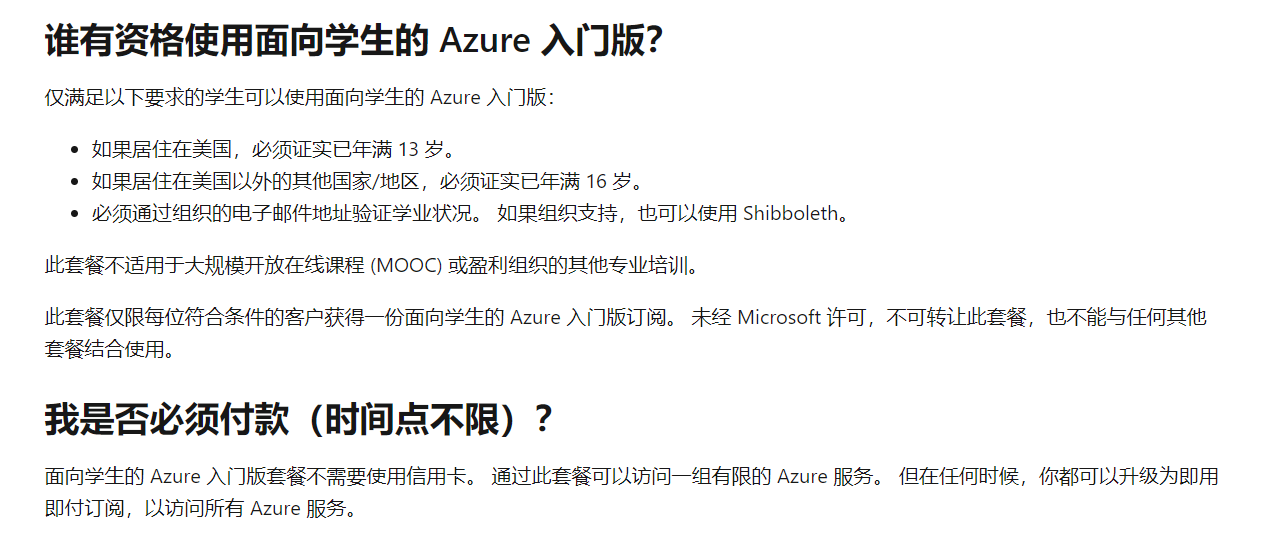 谁有资格使用面向学生的 Azure 入门版？
仅满足以下要求的学生可以使用面向学生的 Azure 入门版：
• 如果居住在美国，必须证实已年满 13 岁。
• 如果居住在美国以外的其他国家/地区，必须证实已年满 16 岁。
• 必须通过组织的电子邮件地址验证学业状况。 如果组织支持，也可以使用 Shibboleth。
此套餐不适用于大规模开放在线课程 (MOOC) 或盈利组织的其他专业培训。
此套餐仅限每位符合条件的客户获得一份面向学生的 Azure 入门版订阅。 未经 Microsoft 许可，不可转让此套餐，也不能与任何其他
套餐结合使用。
我是否必须付款（时间点不限）？
面向学生的 Azure 入门版套餐不需要使用信用卡。 通过此套餐可以访问一组有限的 Azure 服务。 但在任何时候，你都可以升级为即用
即付订阅，以访问所有 Azure 服务。